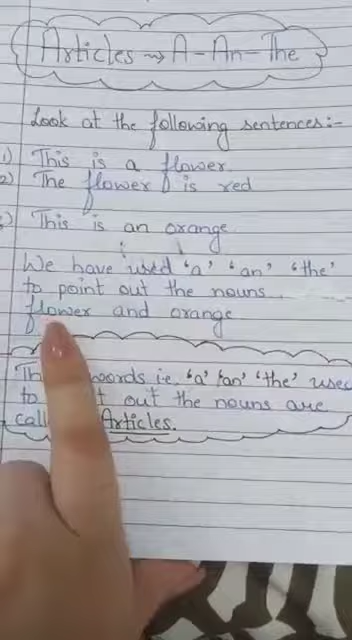 Articles → A-An-The
Look at the following sentences:-
1) This is a flower.
2) The flower is red
3) This is an orange.
We have used 'a' 'an' 'the'
to point out the nouns.
flower and orange
words i.e. 'a' 'an' 'the' used
to out the nouns are
Articles.